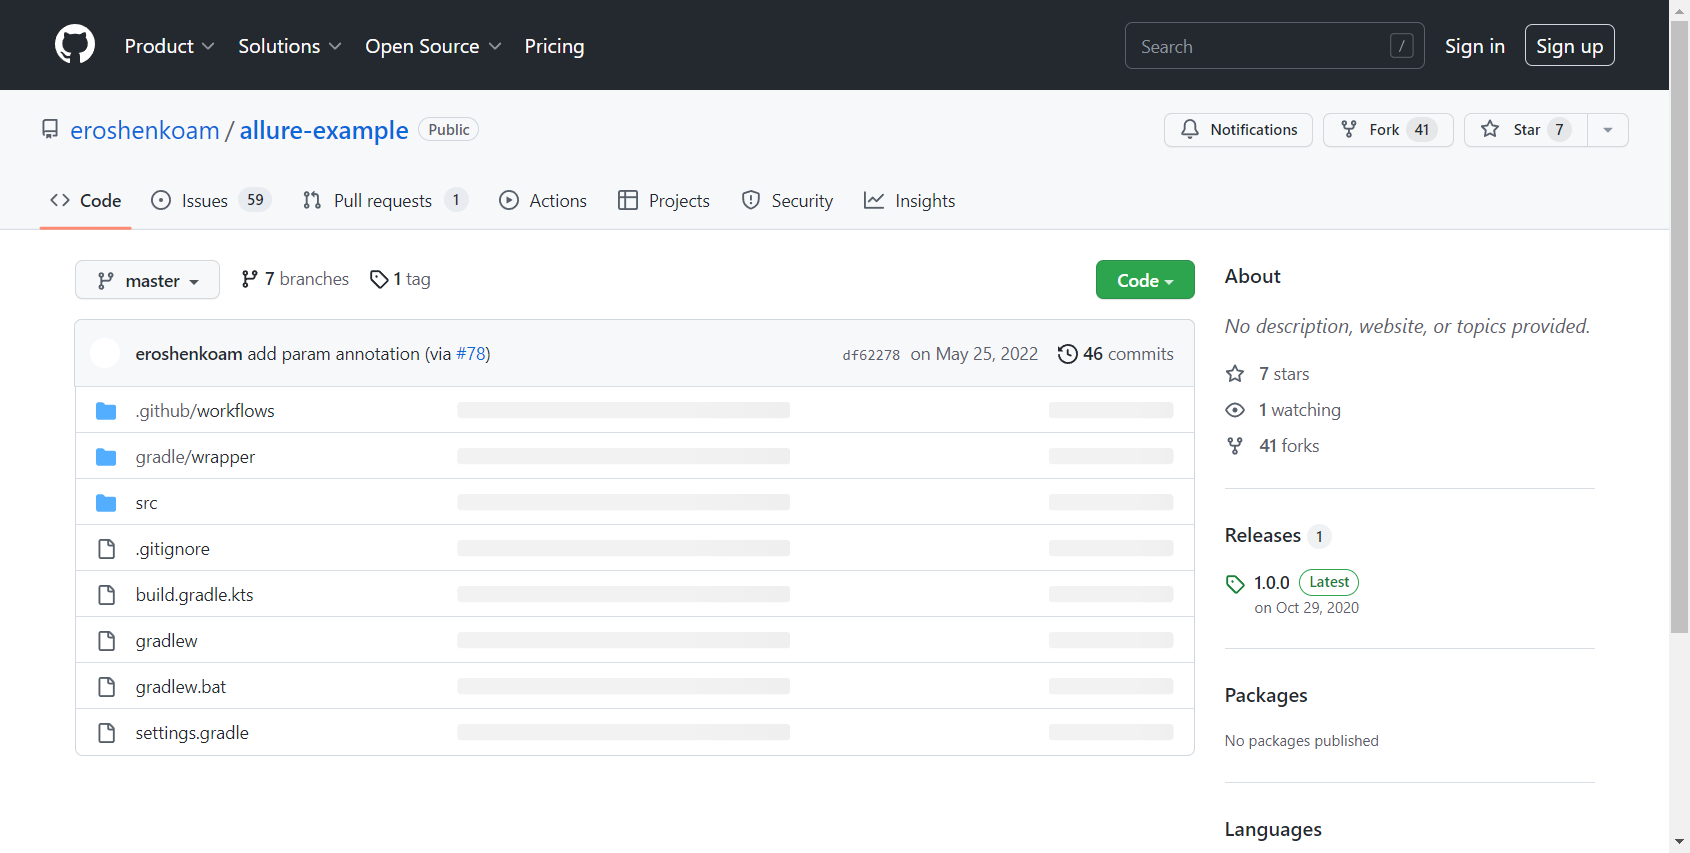 Product Solutions Open Source Pricing Search / Sign in Sign up
eroshenkoam / allure-example Public Notifications Fork 41 Star 7
Code Issues 59 Pull requests 1 Actions Projects Security Insights
master 7 branches 1 tag Code
eroshenkoam add param annotation (via #78) df62278 on May 25, 2022 46 commits
.github/workflows
gradle/wrapper
src
.gitignore
build.gradle.kts
gradlew
gradlew.bat
settings.gradle
About
No description, website, or topics provided.
7 stars
1 watching
41 forks
Releases 1
1.0.0 Latest
on Oct 29, 2020
Packages
No packages published
Languages